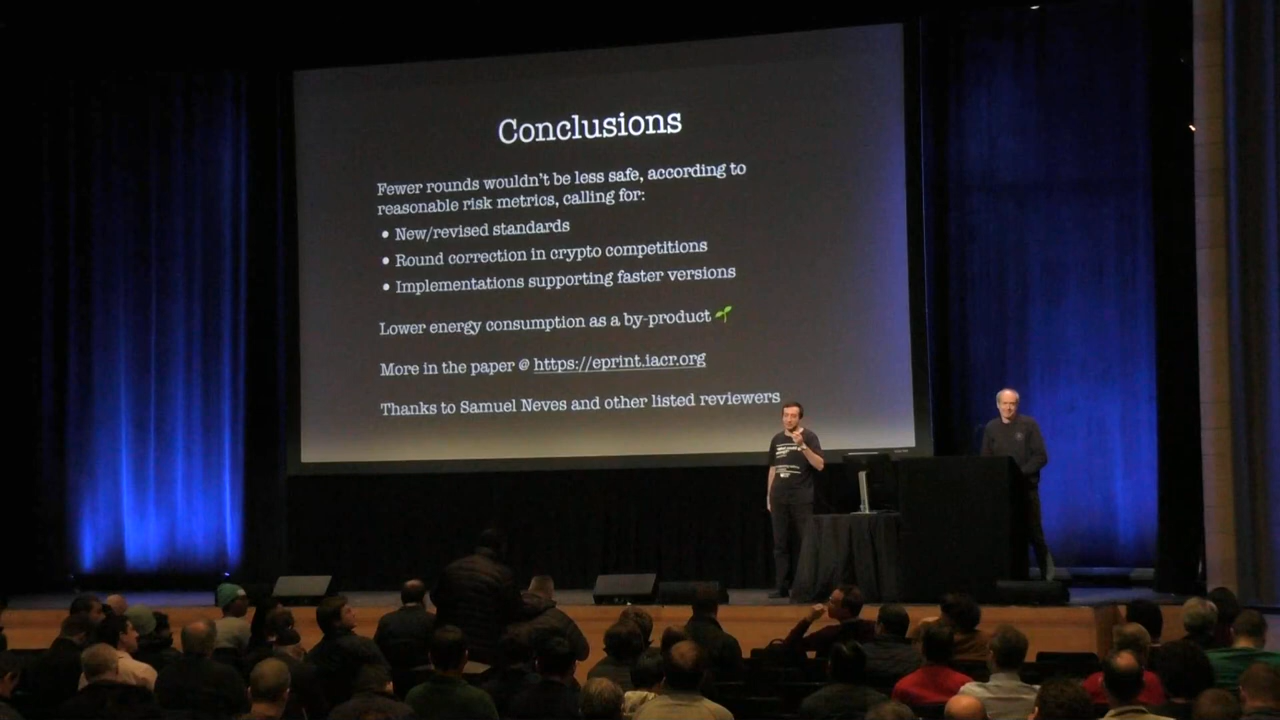 Conclusions
Fewer rounds wouldn't be less safe, according to
reasonable risk metrics, calling for:
• New/revised standards
• Round correction in crypto competitions
• Implementations supporting faster versions
Lower energy consumption as a by-product 🌱
More in the paper @ https://eprint.iacr.org
Thanks to Samuel Neves and other listed reviewers